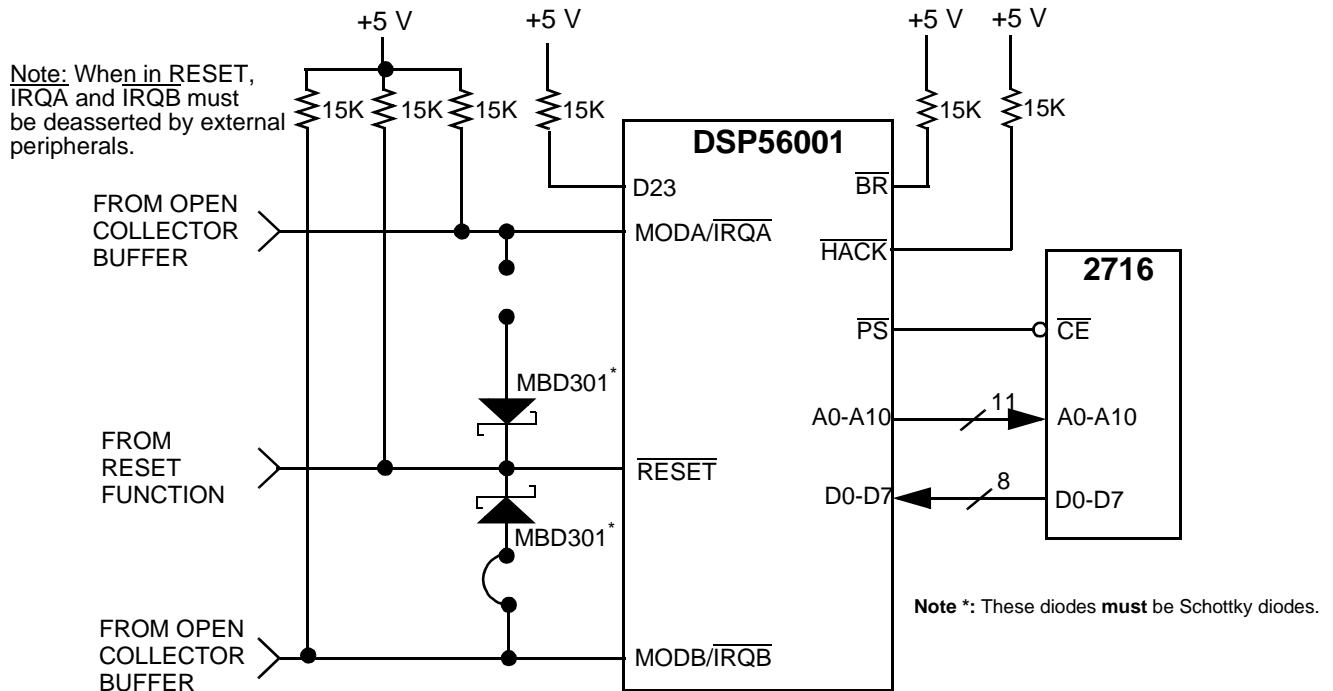 +5 V
+5 V
+5 V
+5 V
Note: When in RESET,
IRQA and IRQB must
be deasserted by external
peripherals.
15K
15K
15K
15K
15K
15K
DSP56001
D23
BR
FROM OPEN
COLLECTOR
BUFFER
MODA/IRQA
HACK
2716
PS
CE
MBD301*
A0-A10
11
A0-A10
FROM
RESET
FUNCTION
RESET
D0-D7
8
D0-D7
MBD301*
Note *: These diodes must be Schottky diodes.
FROM OPEN
COLLECTOR
BUFFER
MODB/IRQB